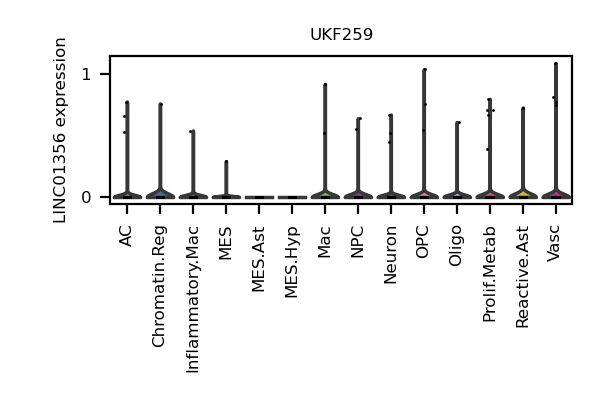 UKF259
LINC01356 expression
1
0
AC
Chromatin.Reg
Inflammatory.Mac
MES
MES.Ast
MES.Hyp
Mac
NPC
Neuron
OPC
Oligo
Prolif.Metab
Reactive.Ast
Vasc